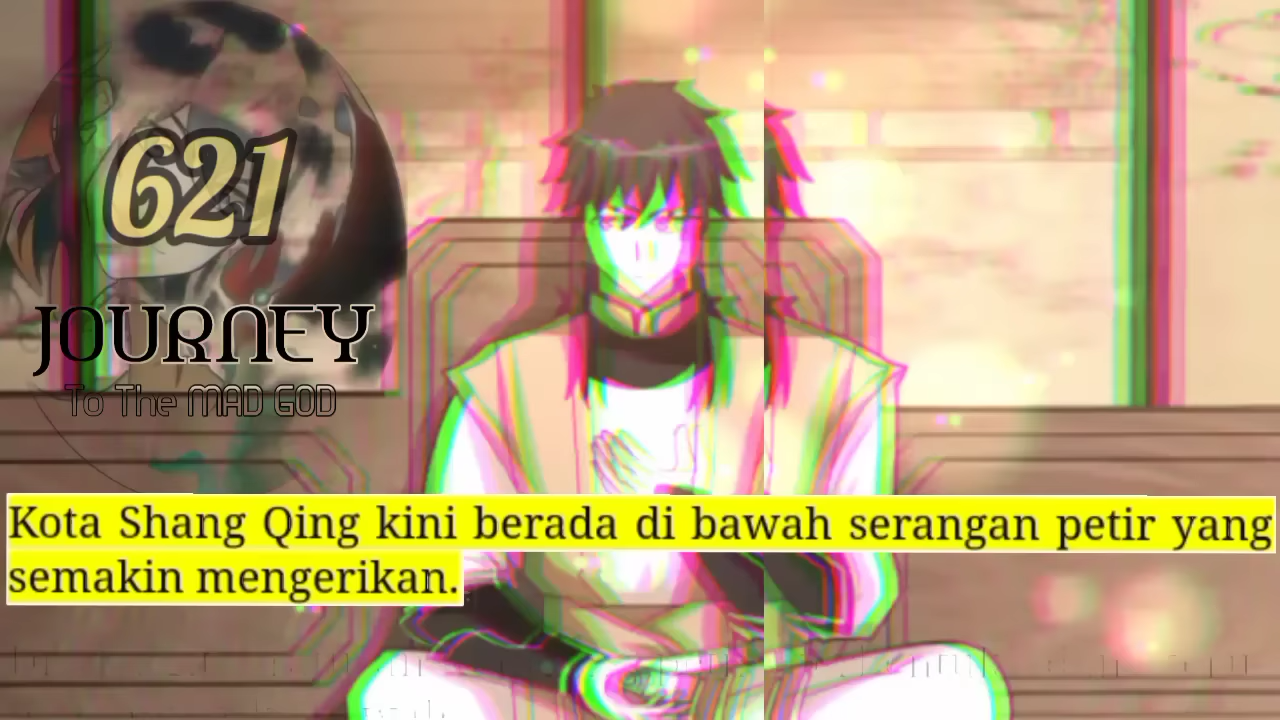 621
JOURNEY
To The MAD GOD
Kota Shang Qing kini berada di bawah serangan petir yang
semakin mengerikan.